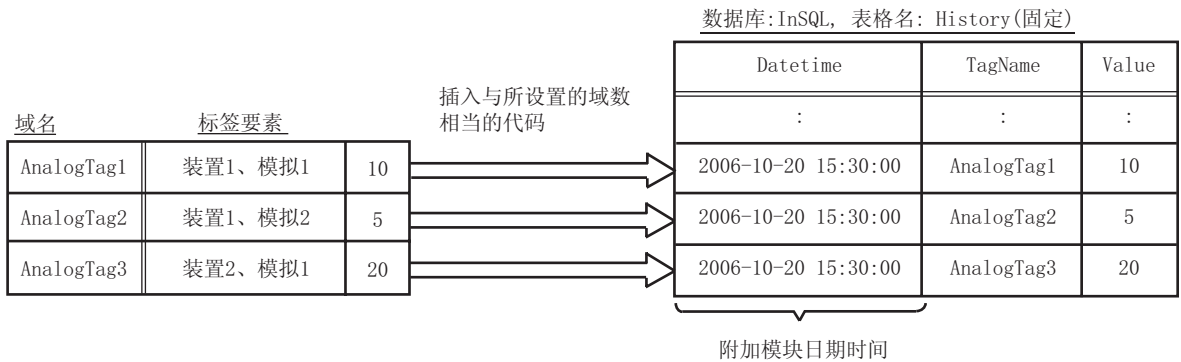 数据库:InSQL, 表格名: History(固定)
Datetime TagName Value
: : :
2006-10-20 15:30:00 AnalogTag1 10
2006-10-20 15:30:00 AnalogTag2 5
2006-10-20 15:30:00 AnalogTag3 20
附加模块日期时间
插入与所设置的域数
相当的代码
域名 标签要素
AnalogTag1 装置1、模拟1 10
AnalogTag2 装置1、模拟2 5
AnalogTag3 装置2、模拟1 20